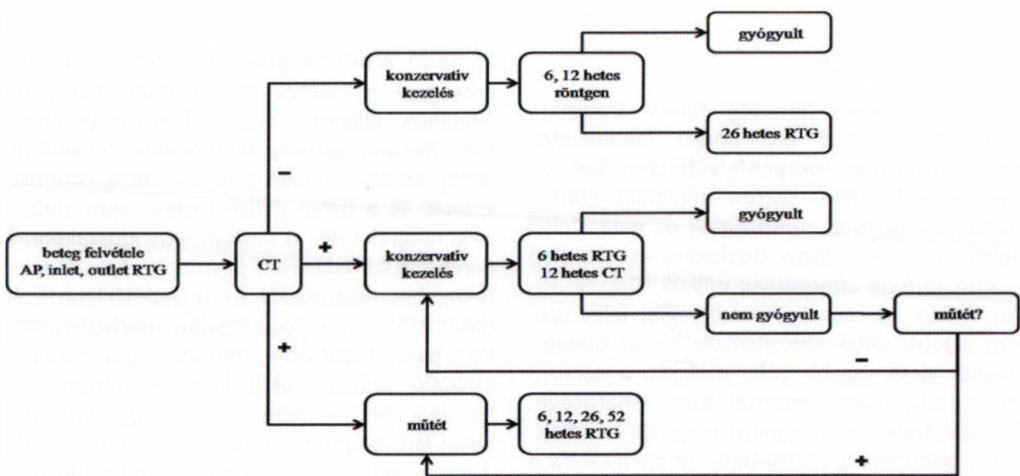 gyógyult
konzervatív
kezelés
6, 12 hetes
röntgen
26 hetes RTG
−
gyógyult
beteg felvétele
AP, inlet, outlet RTG
CT
+
konzervatív
kezelés
6 hetes RTG
12 hetes CT
nem gyógyult
műtét?
+
−
műtét
6, 12, 26, 52
hetes RTG
+